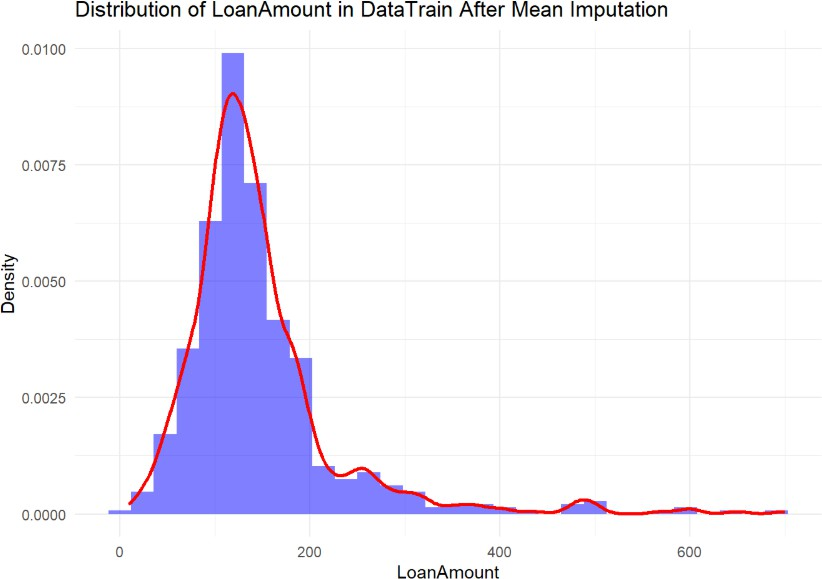 Distribution of LoanAmount in DataTrain After Mean Imputation
0.0100
0.0075
0.0050
0.0025
0.0000
Density
0 200 400 600
LoanAmount